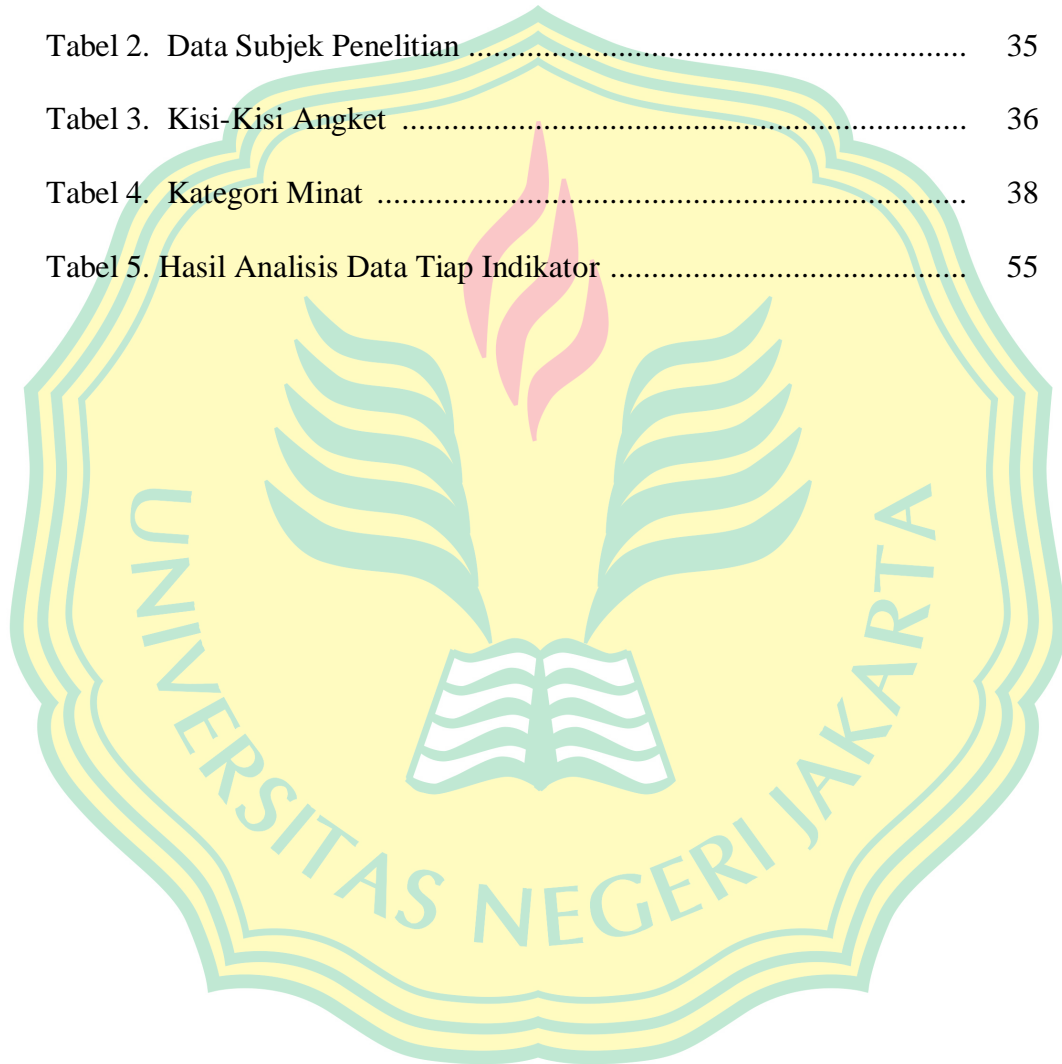 Tabel 2. Data Subjek Penelitian .................................................................. 35
Tabel 3. Kisi-Kisi Angket ........................................................................... 36
Tabel 4. Kategori Minat .............................................................................. 38
Tabel 5. Hasil Analisis Data Tiap Indikator ............................................... 55
UNIVERSITAS NEGERI JAKARTA